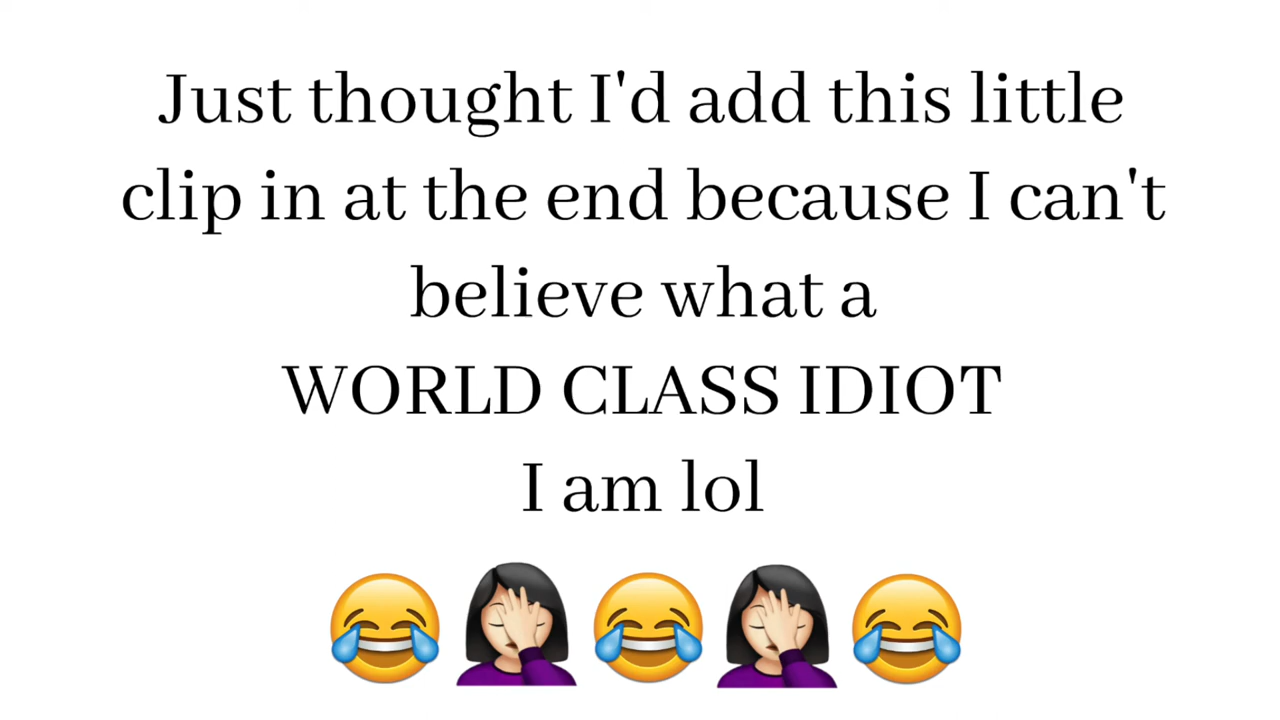 Just thought I'd add this little
clip in at the end because I can't
believe what a
WORLD CLASS IDIOT
I am lol
😂🤦🏻‍♀️😂🤦🏻‍♀️😂